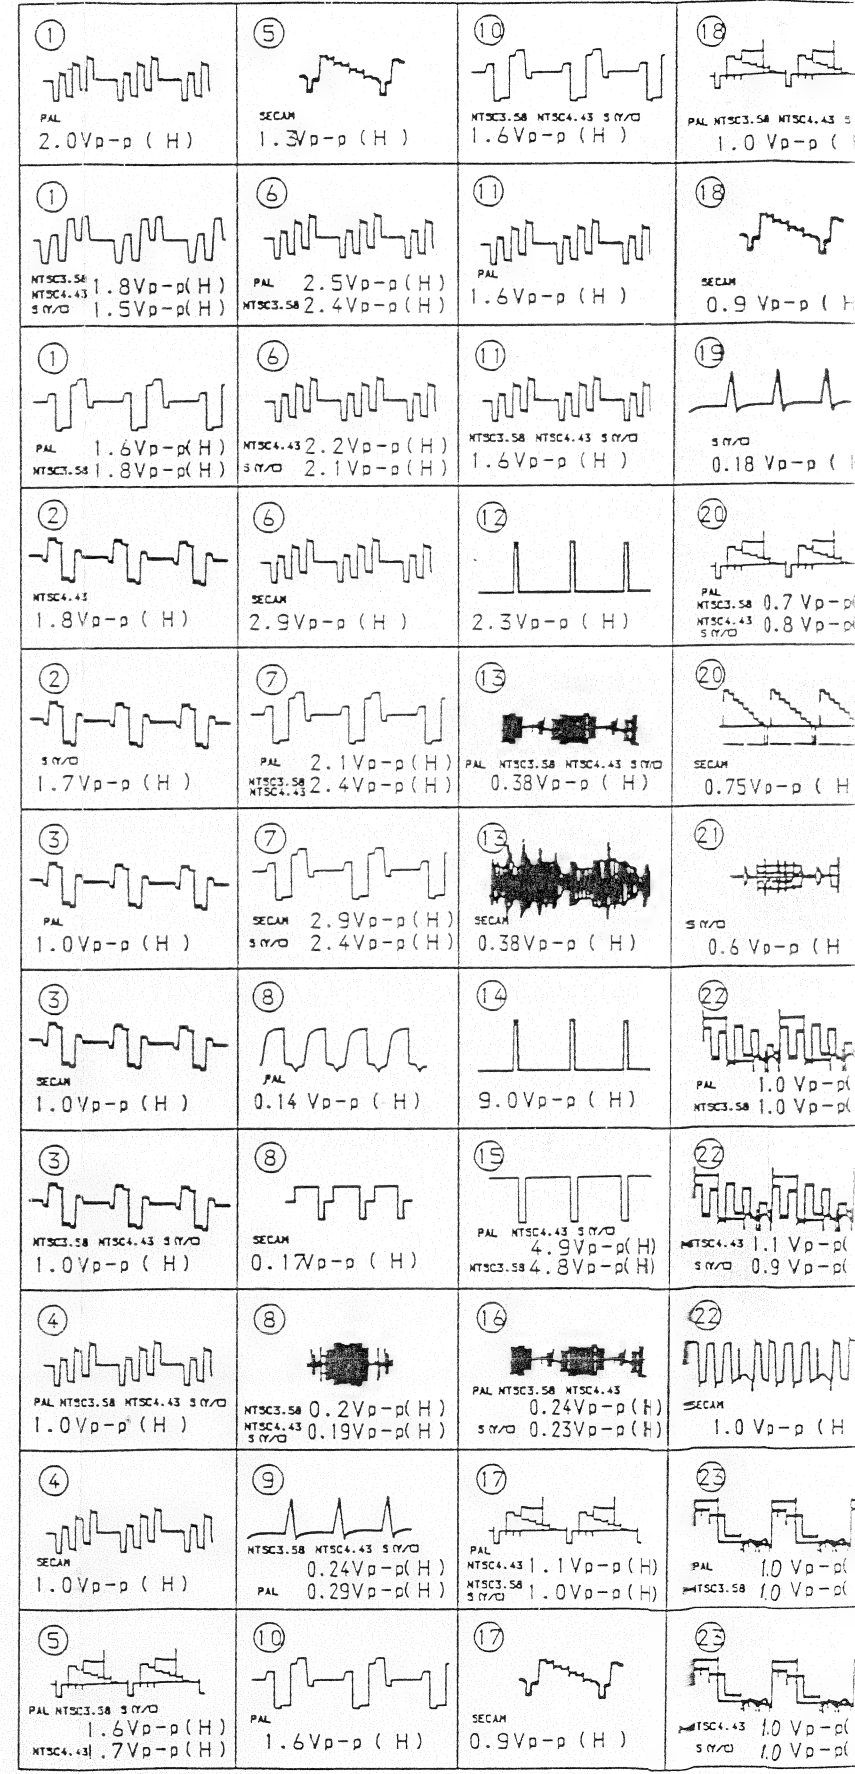 ①
PAL
2.0Vp-p ( H )
①
NTSC3.58 1.8Vp-p(H)
NTSC4.43
S (Y/C) 1.5Vp-p(H)
①
PAL 1.6Vp-p(H)
NTSC3.58 1.8Vp-p(H)
②
NTSC4.43
1.8Vp-p ( H )
②
S (Y/C)
1.7Vp-p ( H )
③
PAL
1.0Vp-p ( H )
③
SECAM
1.0Vp-p ( H )
③
NTSC3.58 NTSC4.43 S (Y/C)
1.0Vp-p ( H )
④
PAL NTSC3.58 NTSC4.43 S (Y/C)
1.0Vp-p ( H )
④
SECAM
1.0Vp-p ( H )
⑤
PAL NTSC3.58 S (Y/C)
1.6Vp-p(H)
NTSC4.43 1.7Vp-p(H)
⑤
SECAM
1.3Vp-p ( H )
⑥
PAL 2.5Vp-p(H)
NTSC3.58 2.4Vp-p(H)
⑥
NTSC4.43 2.2Vp-p(H)
S (Y/C) 2.1Vp-p(H)
⑥
SECAM
2.9Vp-p ( H )
⑦
PAL 2.1Vp-p(H)
NTSC3.58 2.4Vp-p(H)
NTSC4.43
⑦
SECAM 2.9Vp-p(H)
S (Y/C) 2.4Vp-p(H)
⑧
PAL
0.14 Vp-p ( H )
⑧
SECAM
0.17Vp-p ( H )
⑧
NTSC3.58 0.2Vp-p(H)
NTSC4.43 0.19Vp-p(H)
S (Y/C)
⑨
NTSC3.58 NTSC4.43 S (Y/C)
0.24Vp-p(H)
PAL 0.29Vp-p(H)
⑩
PAL
1.6Vp-p ( H )
⑩
NTSC3.58 NTSC4.43 S (Y/C)
1.6Vp-p ( H )
⑪
PAL
1.6Vp-p ( H )
⑪
NTSC3.58 NTSC4.43 S (Y/C)
1.6Vp-p ( H )
⑫
2.3Vp-p ( H )
⑬
PAL NTSC3.58 NTSC4.43 S (Y/C)
0.38Vp-p ( H )
⑬
SECAM
0.38Vp-p ( H )
⑭
9.0Vp-p ( H )
⑮
PAL NTSC4.43 S (Y/C)
4.9Vp-p(H)
NTSC3.58 4.8Vp-p(H)
⑯
PAL NTSC3.58 NTSC4.43
0.24Vp-p(H)
S (Y/C) 0.23Vp-p(H)
⑰
PAL
NTSC4.43 1.1Vp-p(H)
NTSC3.58
S (Y/C) 1.0Vp-p(H)
⑰
SECAM
0.9Vp-p ( H )
⑱
PAL NTSC3.58 NTSC4.43 S
1.0 Vp-p (
⑱
SECAM
0.9 Vp-p ( H
⑲
S (Y/C)
0.18 Vp-p (
⑳
PAL
NTSC3.58 0.7 Vp-p(
NTSC4.43 0.8 Vp-p(
S (Y/C)
⑳
SECAM
0.75Vp-p ( H
㉑
S (Y/C)
0.6 Vp-p ( H
㉒
PAL 1.0 Vp-p(
NTSC3.58 1.0 Vp-p(
㉒
NTSC4.43 1.1 Vp-p(
S (Y/C) 0.9 Vp-p(
㉒
SECAM
1.0 Vp-p ( H
㉓
PAL 1.0 Vp-p(
NTSC3.58 1.0 Vp-p(
㉓
NTSC4.43 1.0 Vp-p(
S (Y/C) 1.0 Vp-p(